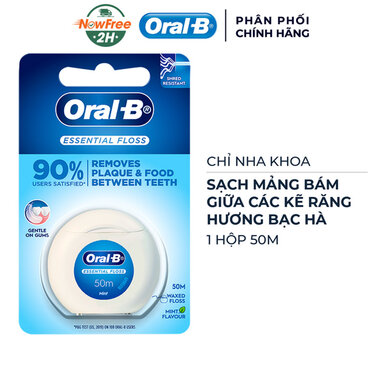 NowFree
2H
Oral-B
PHÂN PHỐI
CHÍNH HÃNG
SHRED
RESISTANT
Oral-B®
ESSENTIAL FLOSS
90%
USERS SATISFIED*
REMOVES
PLAQUE & FOOD
BETWEEN TEETH
GENTLE
ON GUMS
Oral-B
ESSENTIAL FLOSS
50m
MINT
50M
WAXED
FLOSS
MINT
FLAVOUR
CHỈ NHA KHOA
SẠCH MẢNG BÁM
GIỮA CÁC KẼ RĂNG
HƯƠNG BẠC HÀ
1 HỘP 50M